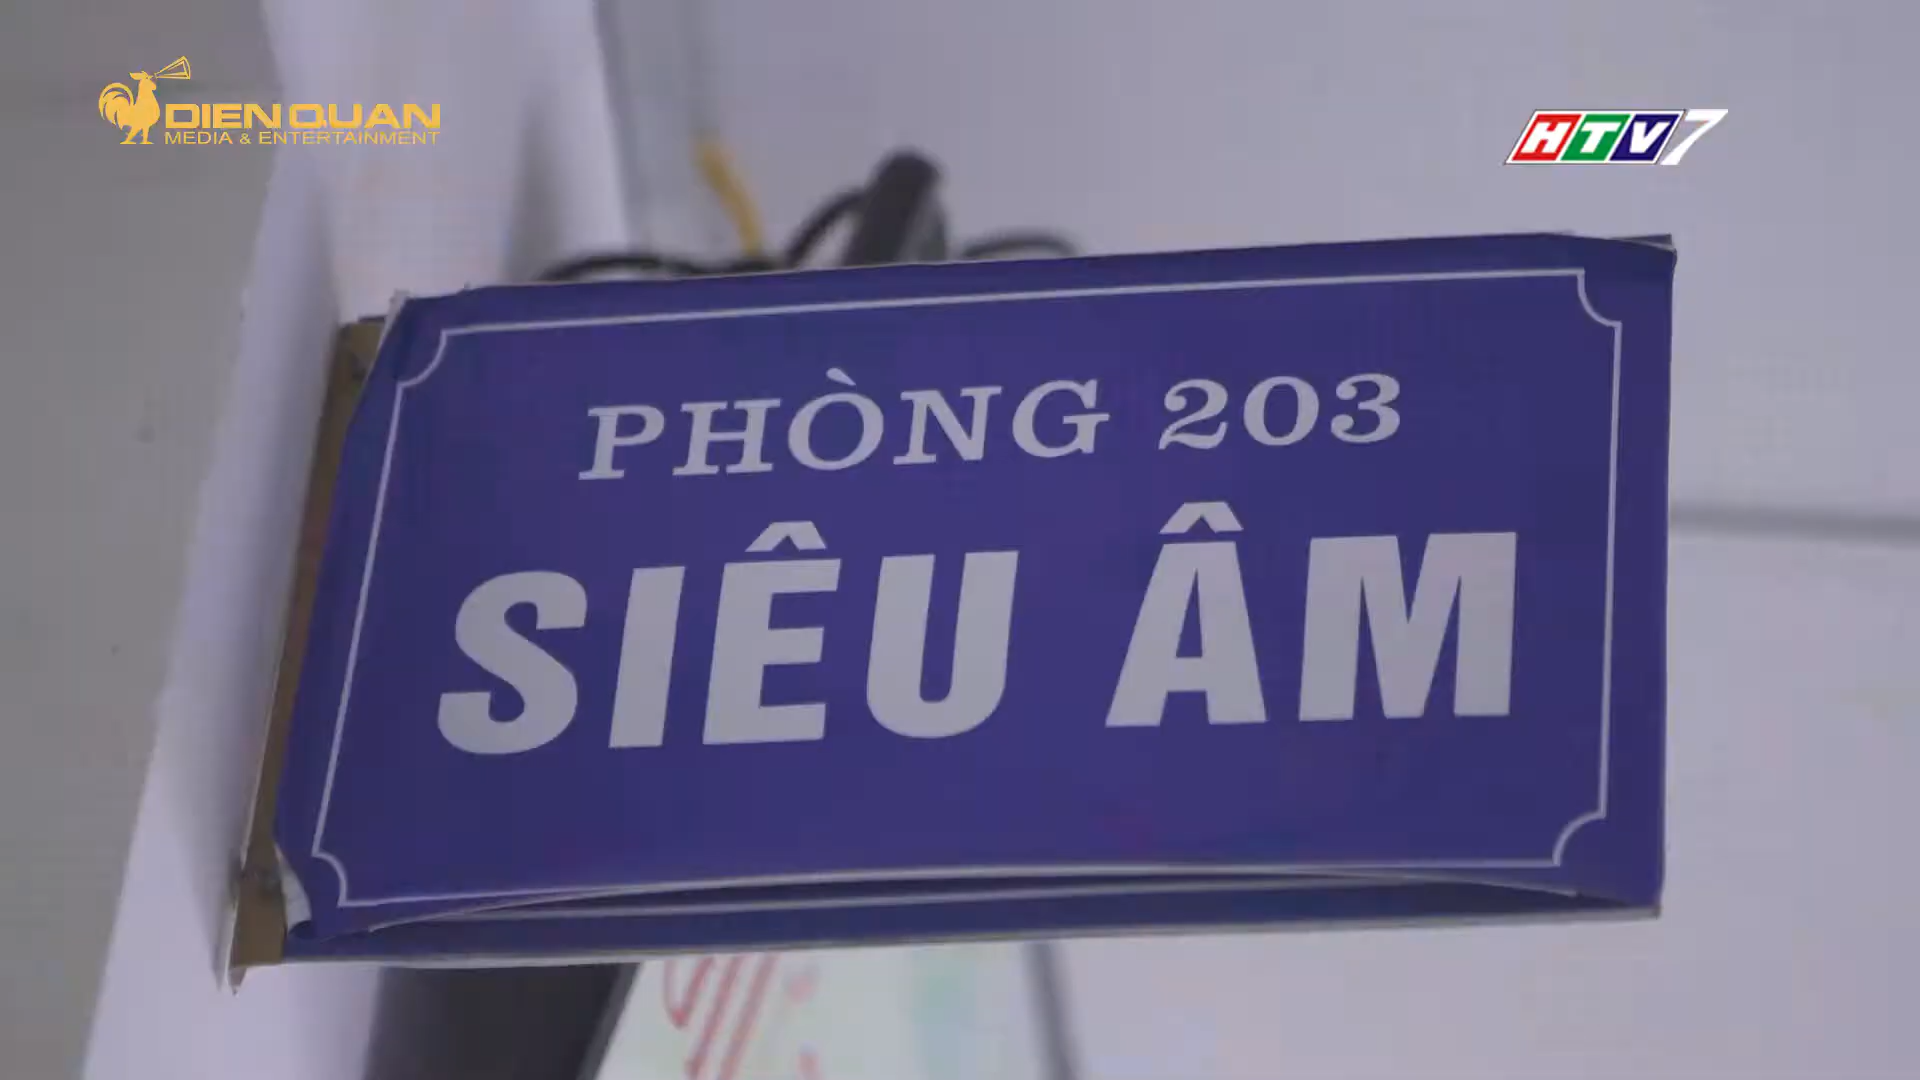 DIEN QUAN
MEDIA & ENTERTAINMENT
HTV7
PHÒNG 203
SIÊU ÂM